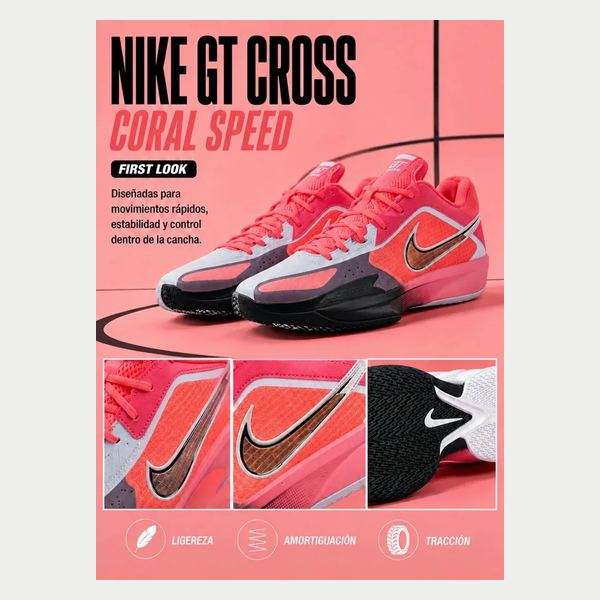 NIKE GT CROSS
CORAL SPEED
FIRST LOOK
Diseñadas para
movimientos rápidos,
estabilidad y control
dentro de la cancha.
LIGEREZA
AMORTIGUACIÓN
TRACCIÓN